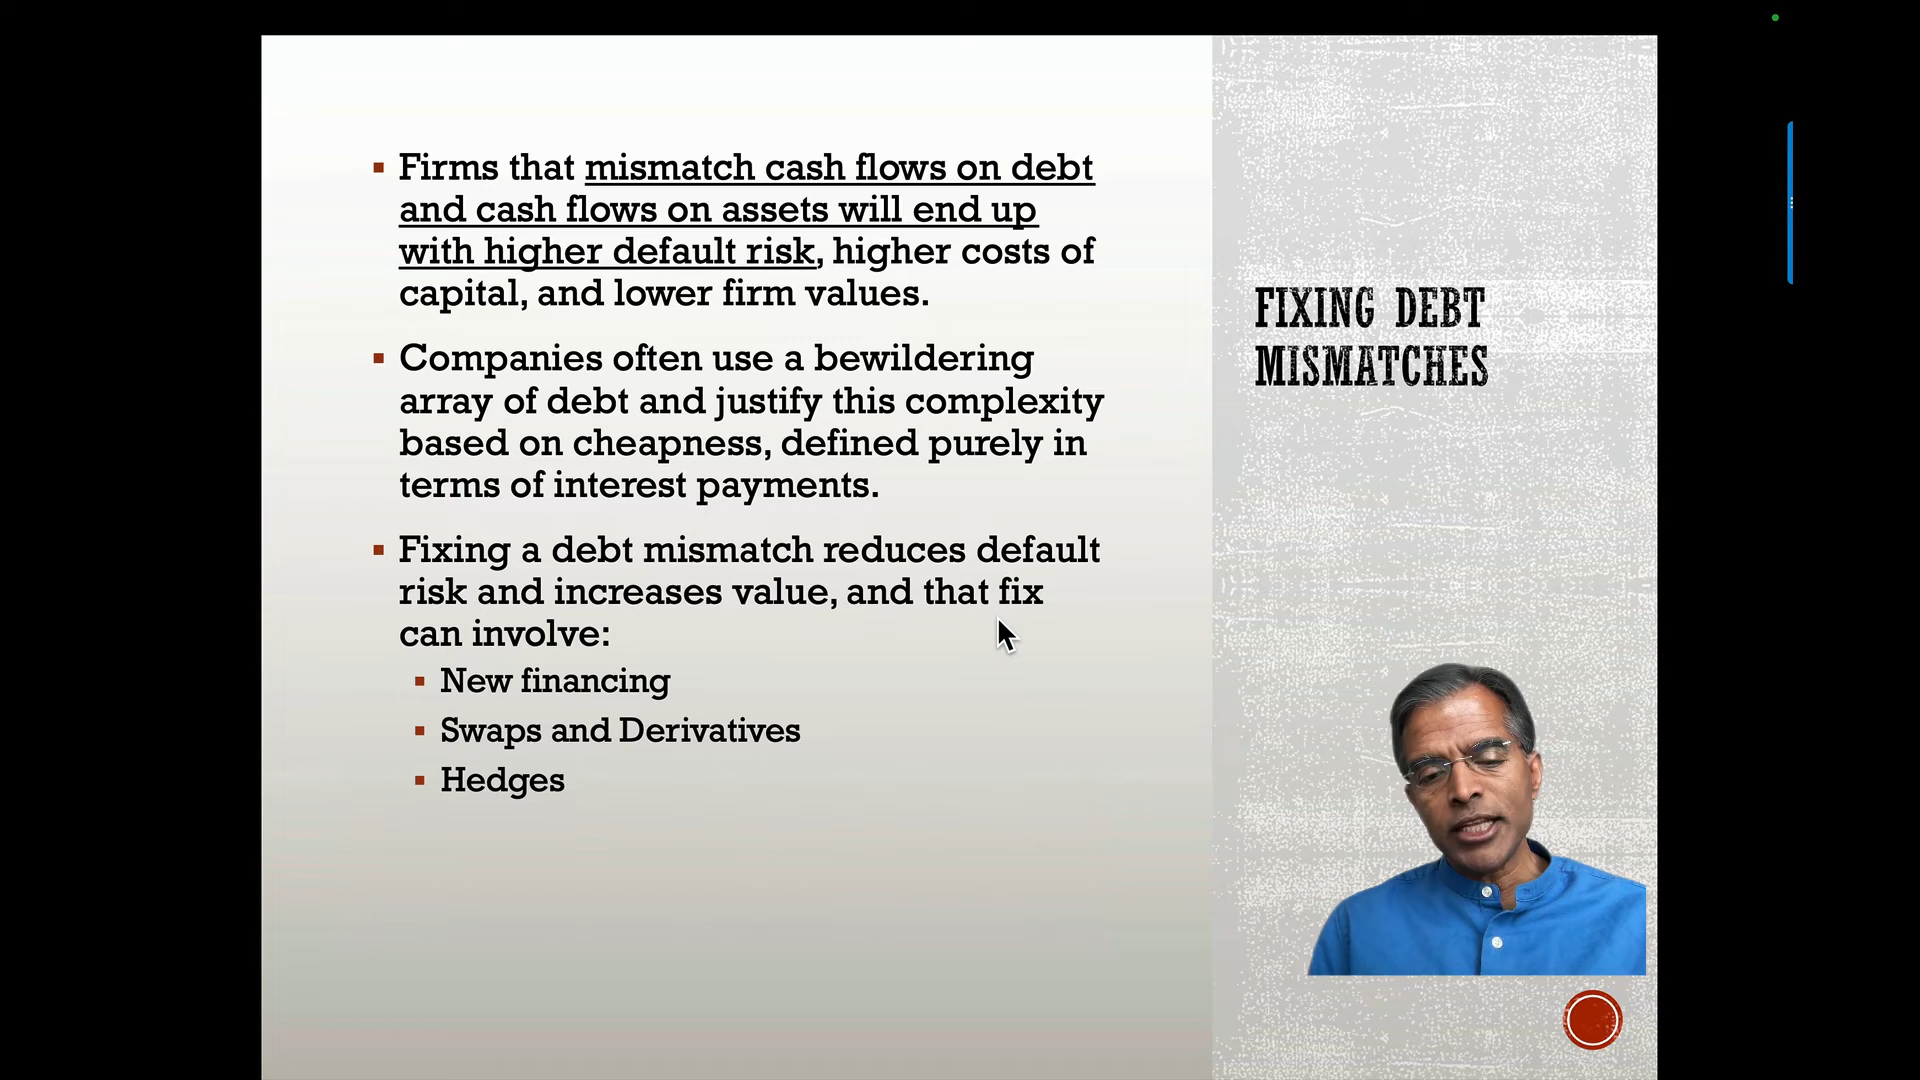 Firms that mismatch cash flows on debt
and cash flows on assets will end up
with higher default risk, higher costs of
capital, and lower firm values.
Companies often use a bewildering
array of debt and justify this complexity
based on cheapness, defined purely in
terms of interest payments.
Fixing a debt mismatch reduces default
risk and increases value, and that fix
can involve:
New financing
Swaps and Derivatives
Hedges
FIXING DEBT
MISMATCHES